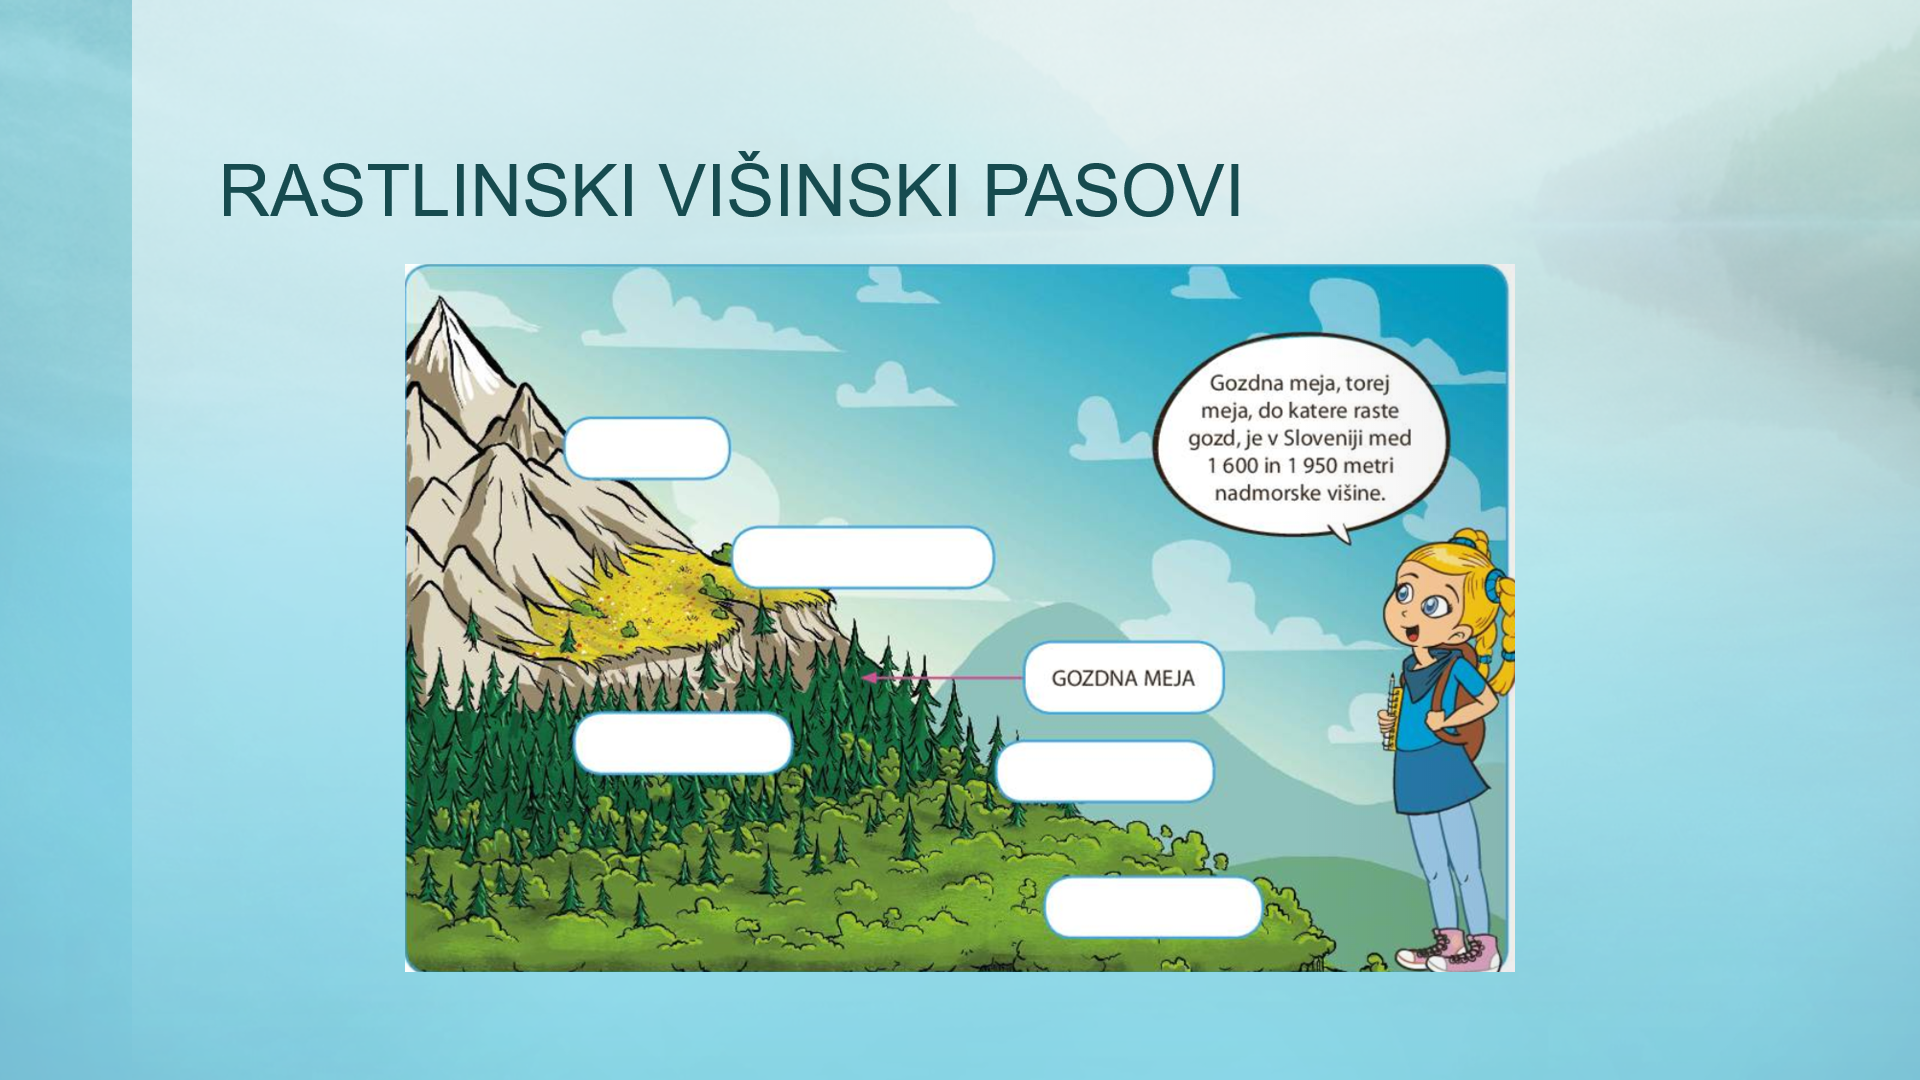 RASTLINSKI VIŠINSKI PASOVI
Gozdna meja, torej
meja, do katere raste
gozd, je v Sloveniji med
1 600 in 1 950 metri
nadmorske višine.
GOZDNA MEJA